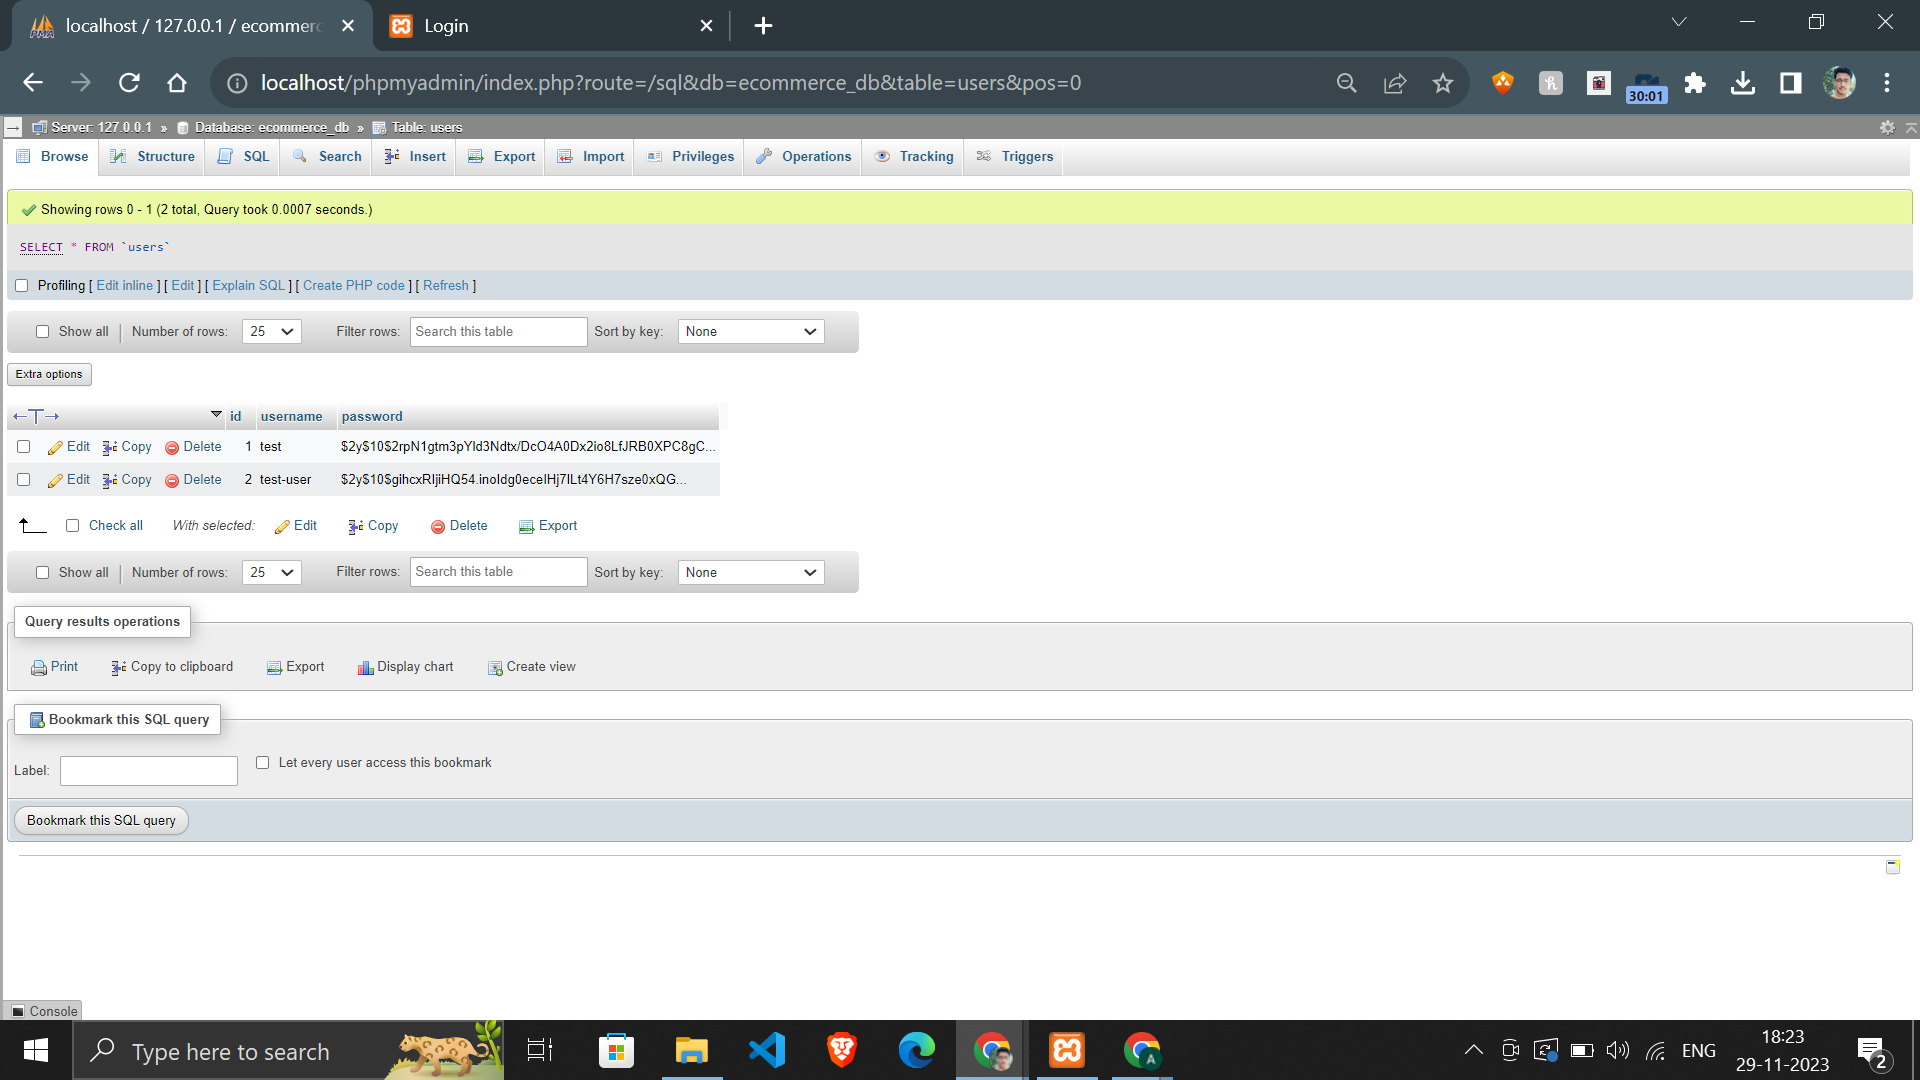 localhost / 127.0.0.1 / ecommerc
Login
localhost/phpmyadmin/index.php?route=/sql&db=ecommerce_db&table=users&pos=0
30:01
Server: 127.0.0.1 » Database: ecommerce_db » Table: users
Browse Structure SQL Search Insert Export Import Privileges Operations Tracking Triggers
Showing rows 0 - 1 (2 total, Query took 0.0007 seconds.)
SELECT * FROM `users`
Profiling [ Edit inline ] [ Edit ] [ Explain SQL ] [ Create PHP code ] [ Refresh ]
Show all Number of rows: 25 Filter rows: Search this table Sort by key: None
Extra options
←T→ id username password
Edit Copy Delete 1 test $2y$10$2rpN1gtm3pYld3Ndtx/DcO4A0Dx2io8LfJRB0XPC8gC...
Edit Copy Delete 2 test-user $2y$10$gihcxRIjiHQ54.inoIdg0eceIHj7ILt4Y6H7sze0xQG...
Check all With selected: Edit Copy Delete Export
Show all Number of rows: 25 Filter rows: Search this table Sort by key: None
Query results operations
Print Copy to clipboard Export Display chart Create view
Bookmark this SQL query
Label: Let every user access this bookmark
Bookmark this SQL query
Console
Type here to search
ENG
18:23
29-11-2023
2